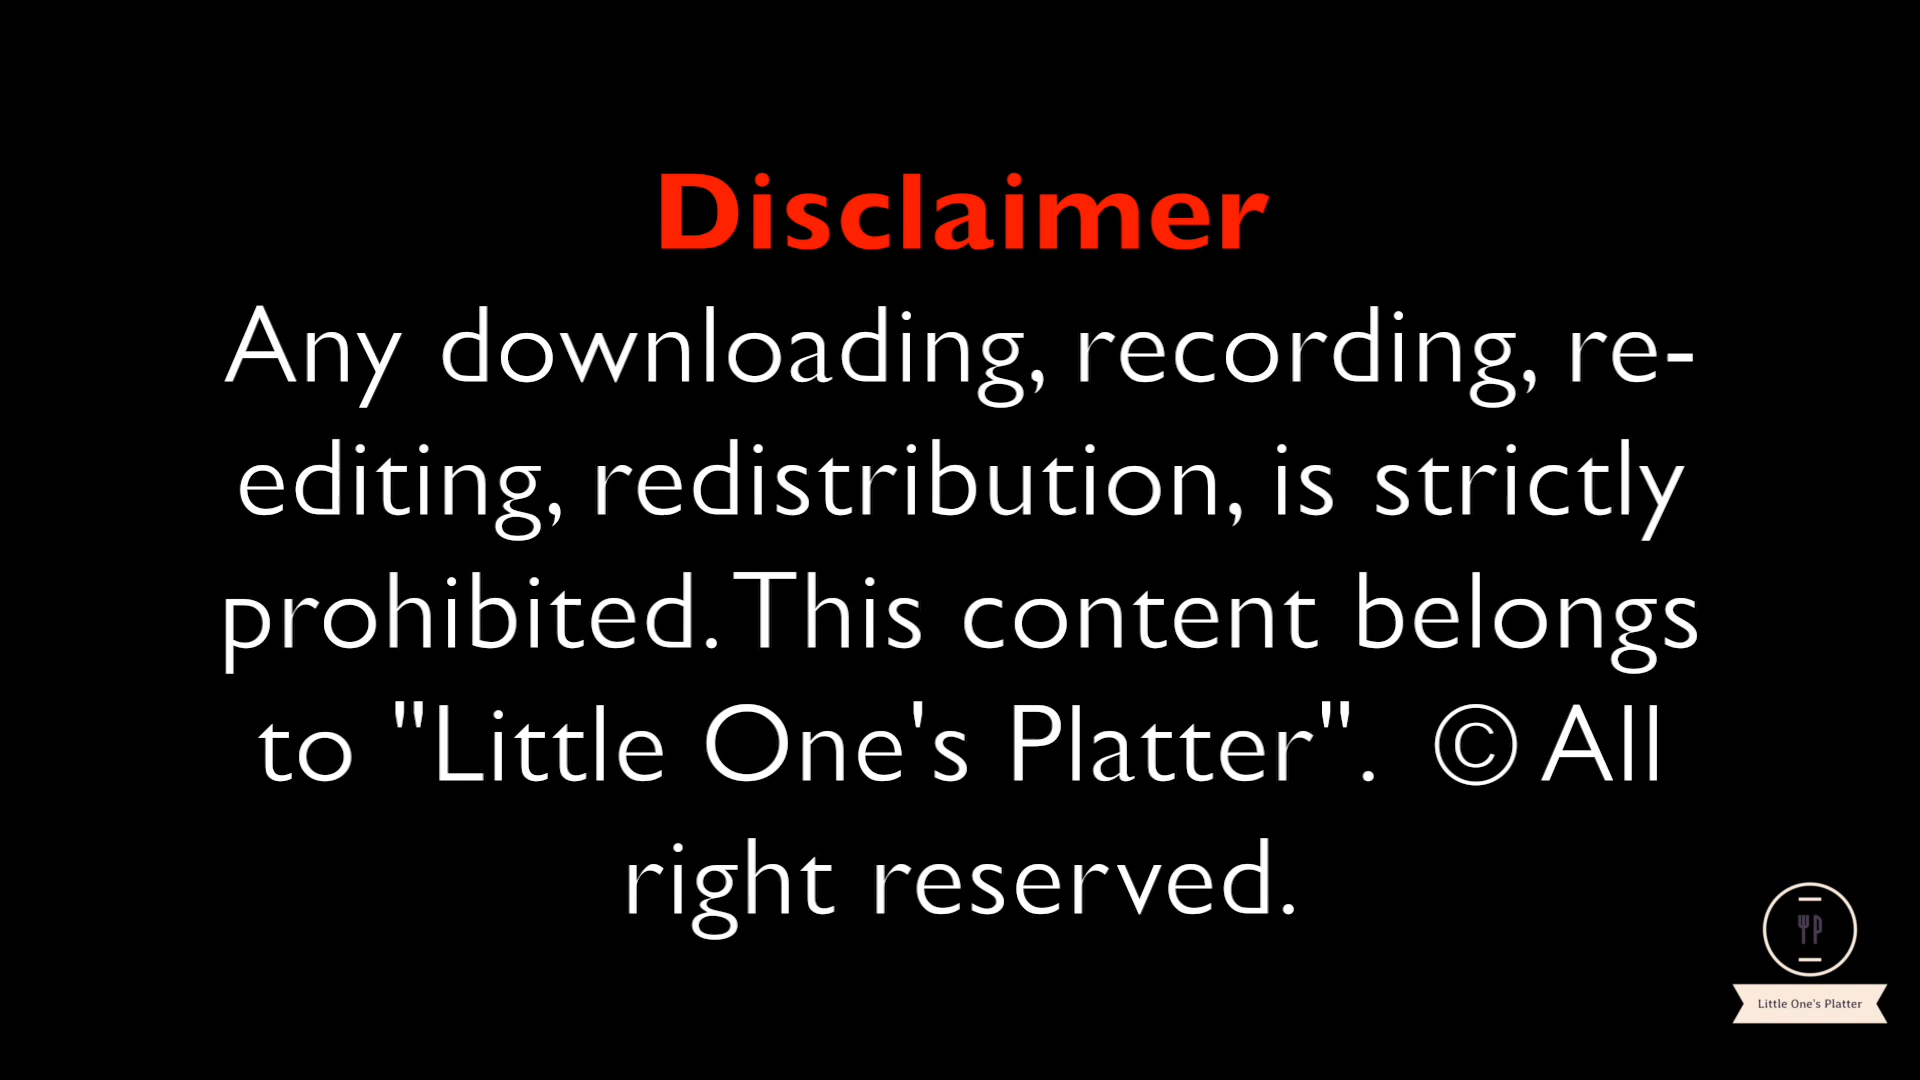 Disclaimer
Any downloading, recording, re-
editing, redistribution, is strictly
prohibited. This content belongs
to "Little One's Platter". © All
right reserved.
Little One's Platter